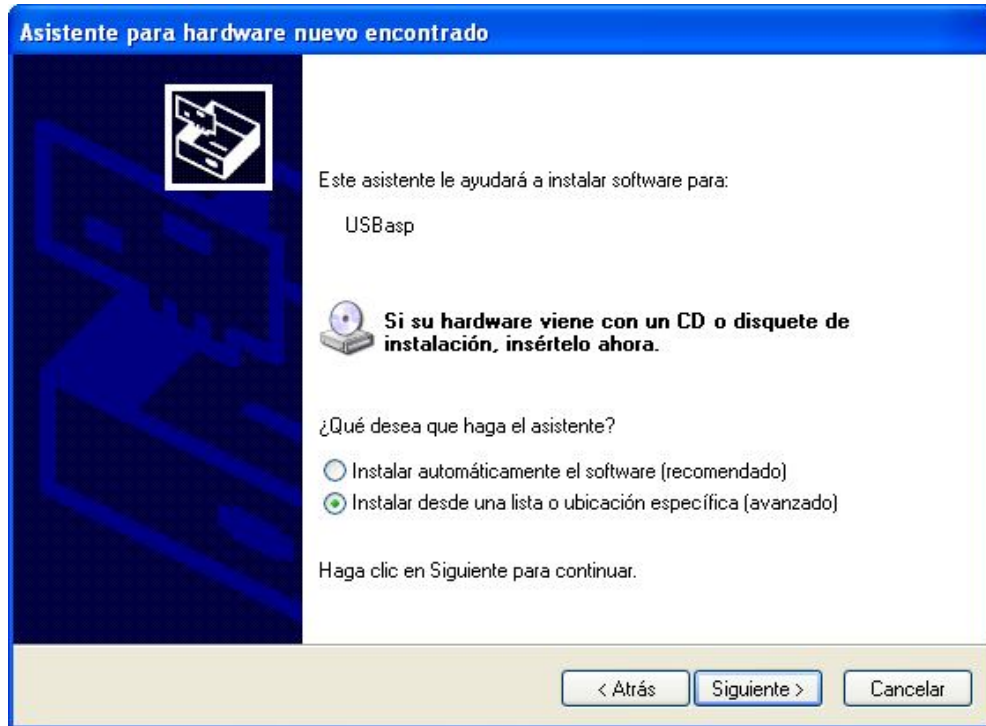 Asistente para hardware nuevo encontrado
Este asistente le ayudará a instalar software para:
USBasp
Si su hardware viene con un CD o disquete de
instalación, insértelo ahora.
¿Qué desea que haga el asistente?
Instalar automáticamente el software (recomendado)
Instalar desde una lista o ubicación específica (avanzado)
Haga clic en Siguiente para continuar.
< Atrás
Siguiente >
Cancelar